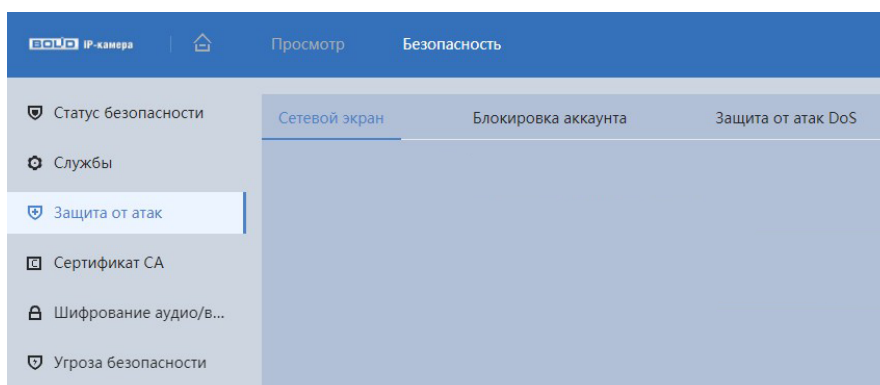 BOLID IP-камера Просмотр Безопасность
Статус безопасности
Сетевой экран Блокировка аккаунта Защита от атак DoS
Службы
Защита от атак
Сертификат CA
Шифрование аудио/в...
Угроза безопасности